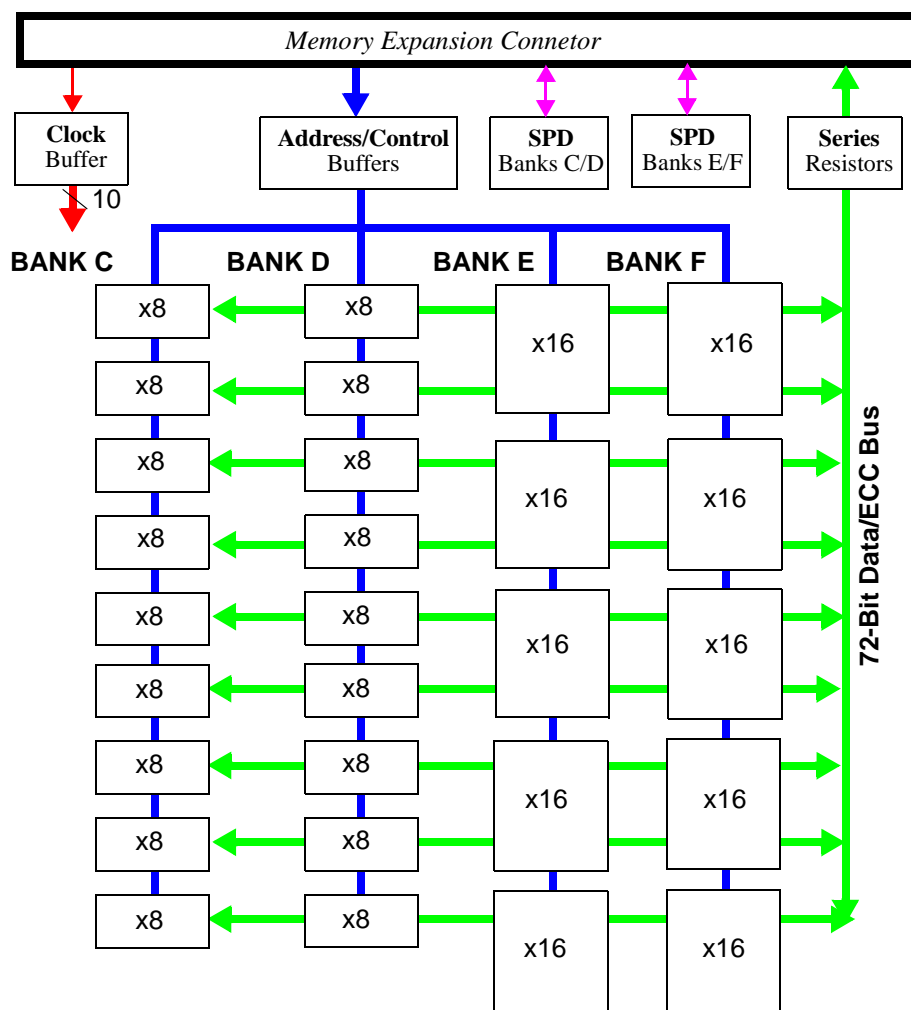 Memory Expansion Connetor
Clock
Buffer
Address/Control
Buffers
SPD
Banks C/D
SPD
Banks E/F
Series
Resistors
10
BANK C
BANK D
BANK E
BANK F
x8
x8
x16
x16
x8
x8
x8
x8
x16
x16
x8
x8
x8
x8
x16
x16
x8
x8
x8
x8
x16
x16
x8
x8
x8
x8
x16
x16
72-Bit Data/ECC Bus